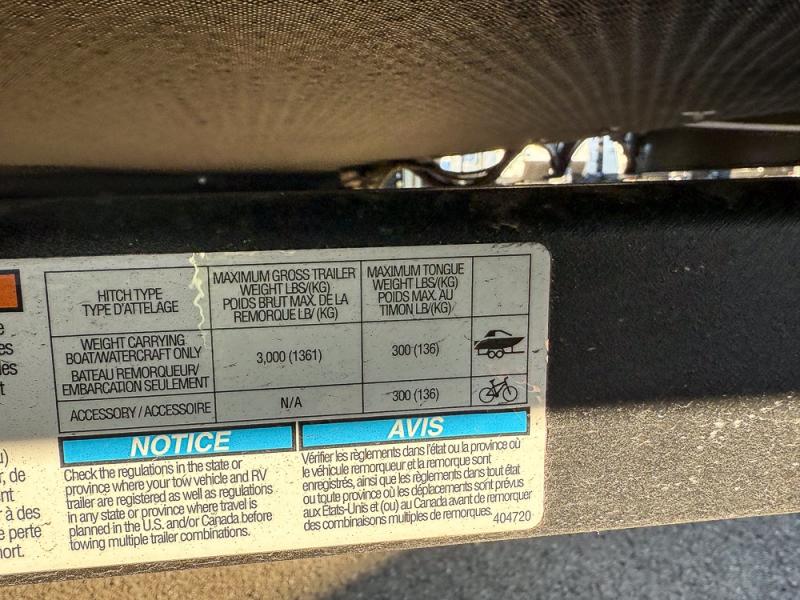 HITCH TYPE
TYPE D'ATTELAGE
MAXIMUM GROSS TRAILER
WEIGHT LBS/(KG)
POIDS BRUT MAX. DE LA
REMORQUE LB/ (KG)
MAXIMUM TONGUE
WEIGHT LBS/(KG)
POIDS MAX. AU
TIMON LB/(KG)
WEIGHT CARRYING
BOAT/WATERCRAFT ONLY
BATEAU REMORQUEUR/
EMBARCATION SEULEMENT
3,000 (1361)
300 (136)
ACCESSORY / ACCESSOIRE
N/A
300 (136)
NOTICE
Check the regulations in the state or
province where your tow vehicle and RV
trailer are registered as well as regulations
in any state or province where travel is
planned in the U.S. and/or Canada before
towing multiple trailer combinations.
AVIS
Vérifier les règlements dans l'état ou la province où
le véhicule remorqueur et la remorque sont
enregistrés, ainsi que les règlements dans tout état
ou toute province où les déplacements sont prévus
aux États-Unis et (ou) au Canada avant de remorquer
des combinaisons multiples de remorques.
404720